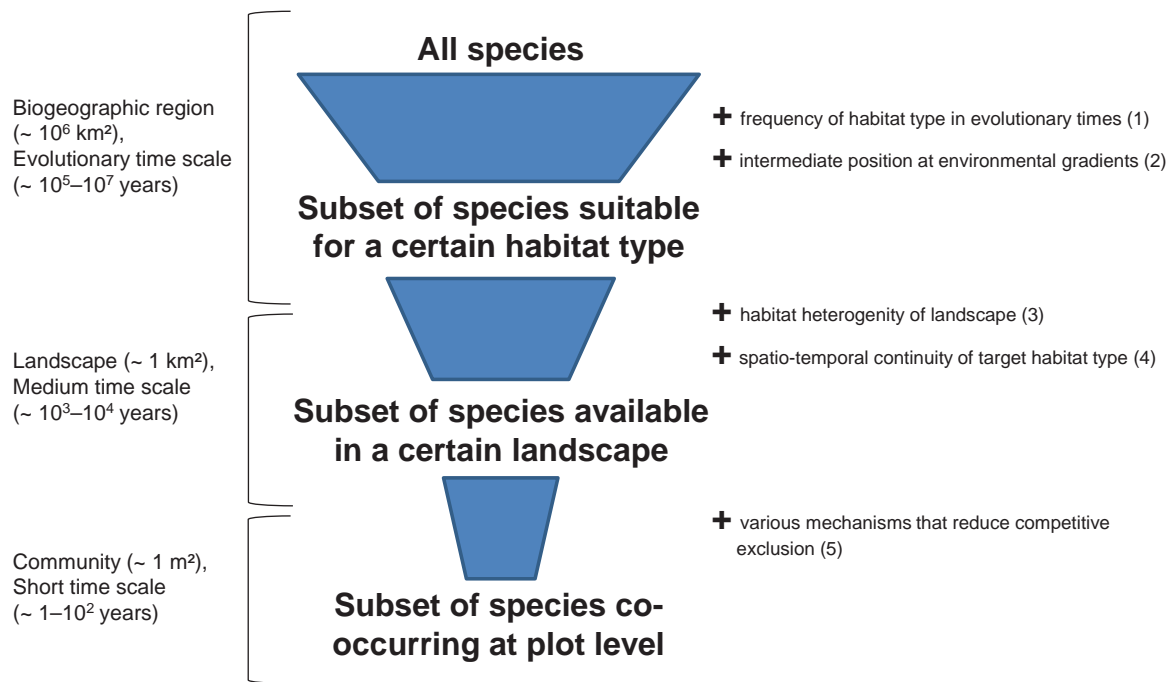 All species
Biogeographic region
(~ 10⁶ km²),
Evolutionary time scale
(~ 10⁵–10⁷ years)
✚ frequency of habitat type in evolutionary times (1)
✚ intermediate position at environmental gradients (2)
Subset of species suitable
for a certain habitat type
Landscape (~ 1 km²),
Medium time scale
(~ 10³–10⁴ years)
✚ habitat heterogenity of landscape (3)
✚ spatio-temporal continuity of target habitat type (4)
Subset of species available
in a certain landscape
Community (~ 1 m²),
Short time scale
(~ 1–10² years)
✚ various mechanisms that reduce competitive
exclusion (5)
Subset of species co-
occurring at plot level